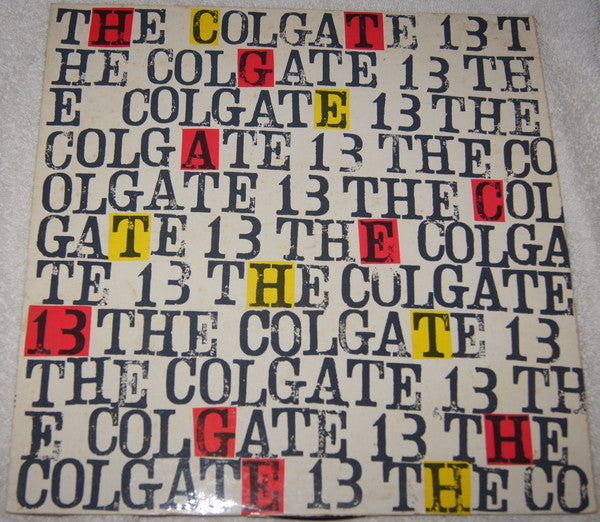 THE COLGATE 13 T
HE COLGATE 13 TH
E COLGATE 13 THE
COLGATE 13 THE CO
OLGATE 13 THE COL
GATE 13 THE COLGA
TE 13 THE COLGATE
13 THE COLGATE 13
THE COLGATE 13 TH
E COLGATE 13 THE
COLGATE 13 THE CO